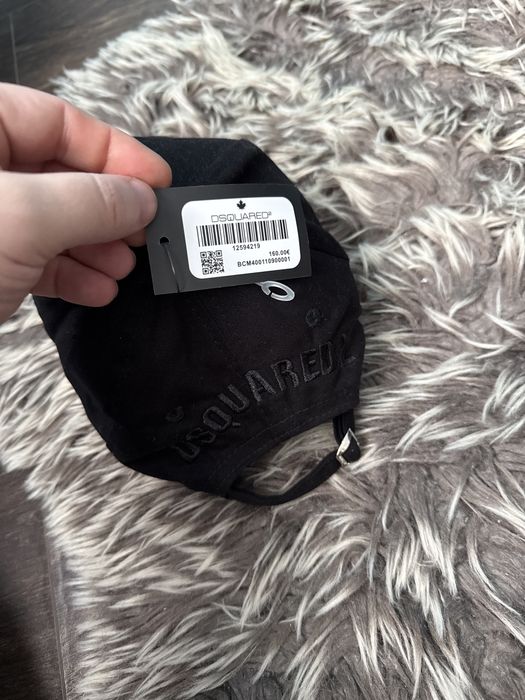 DSQUARED2
12594219
160.00€
BCM400110900001
DSQUARED2